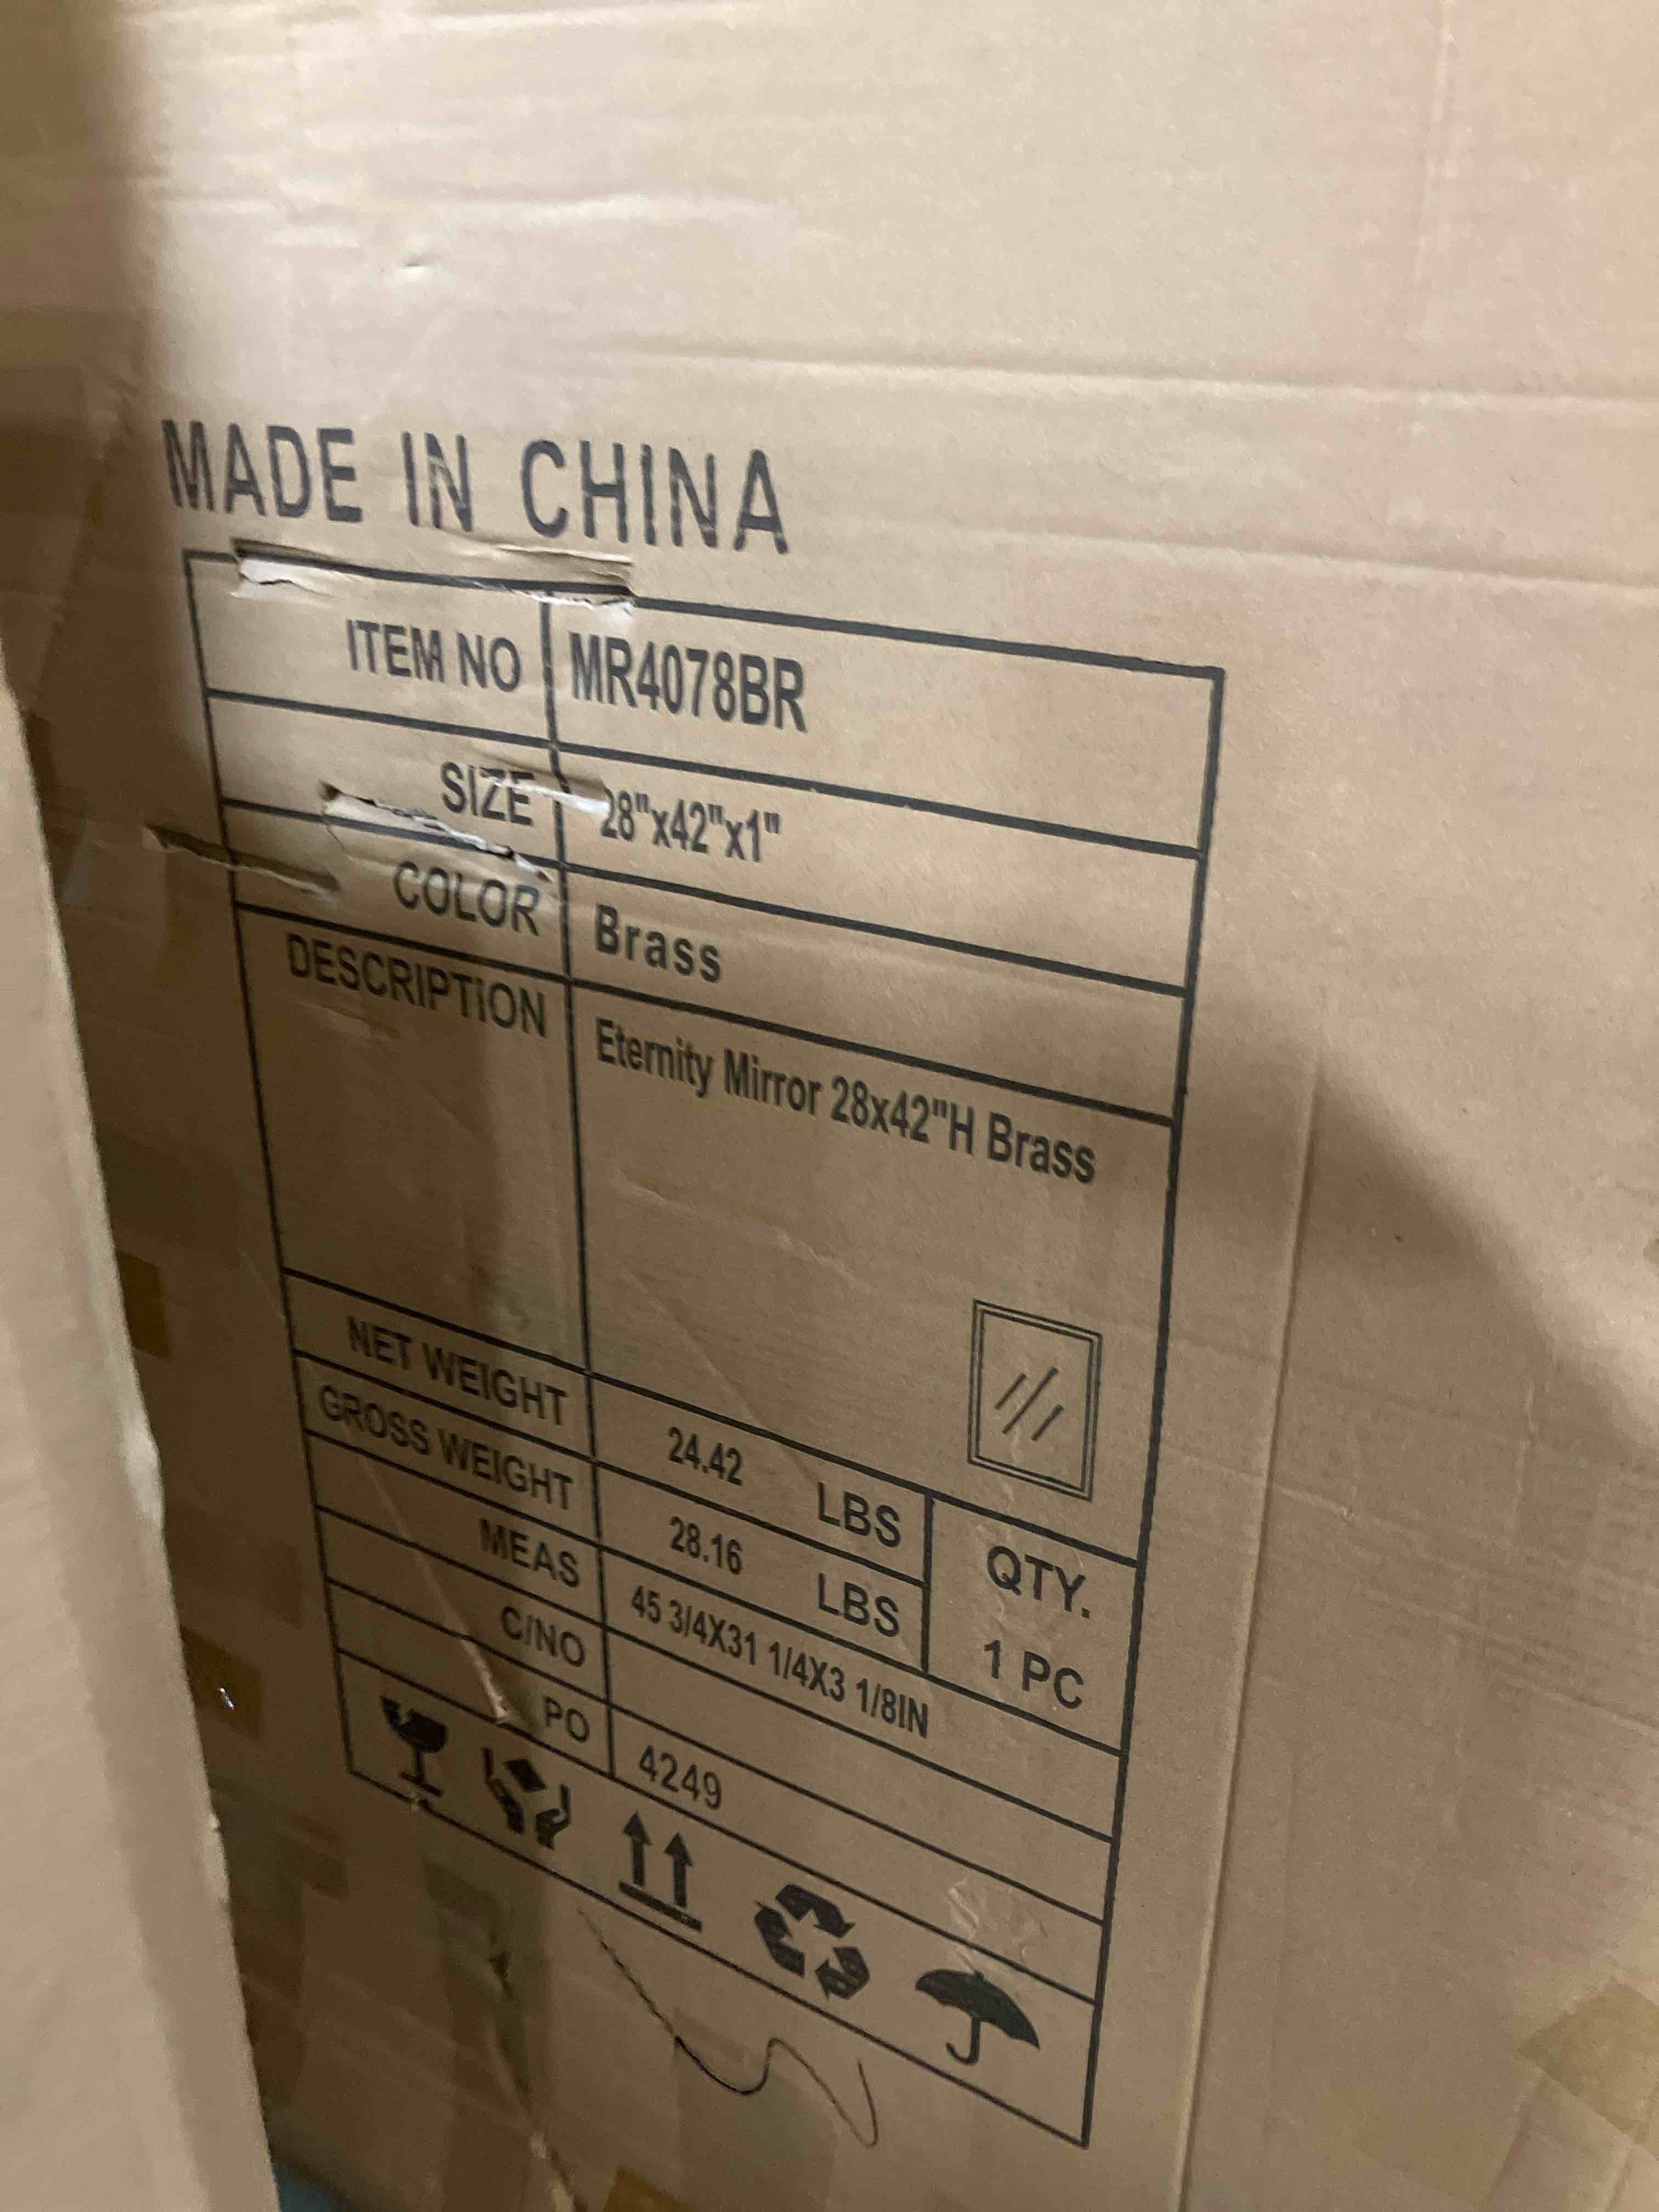 MADE IN CHINA
ITEM NO MR4078BR
SIZE 28"x42"x1"
COLOR Brass
DESCRIPTION Eternity Mirror 28x42"H Brass
NET WEIGHT 24.42 LBS
GROSS WEIGHT 28.16 LBS
QTY.
1 PC
MEAS 45 3/4X31 1/4X3 1/8IN
C/NO
PO 4249